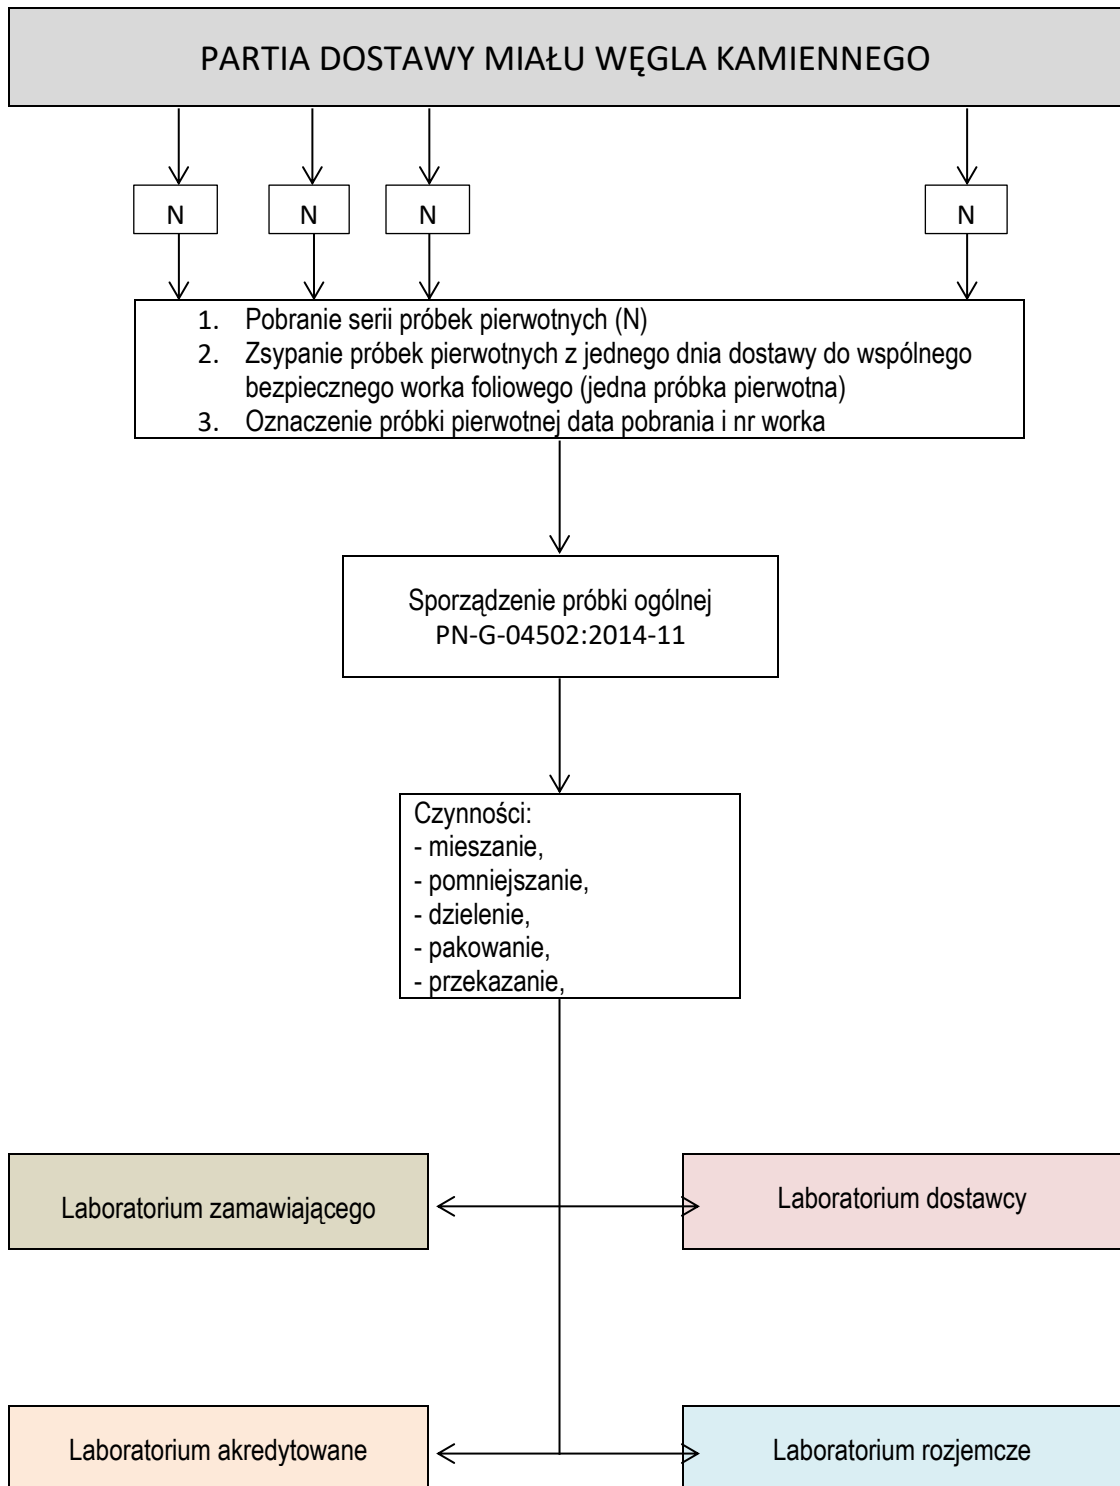 PARTIA DOSTAWY MIAŁU WĘGLA KAMIENNEGO
N N N N
1. Pobranie serii próbek pierwotnych (N)
2. Zsypanie próbek pierwotnych z jednego dnia dostawy do wspólnego
bezpiecznego worka foliowego (jedna próbka pierwotna)
3. Oznaczenie próbki pierwotnej data pobrania i nr worka
Sporządzenie próbki ogólnej
PN-G-04502:2014-11
Czynności:
- mieszanie,
- pomniejszanie,
- dzielenie,
- pakowanie,
- przekazanie,
Laboratorium zamawiającego
Laboratorium dostawcy
Laboratorium akredytowane
Laboratorium rozjemcze